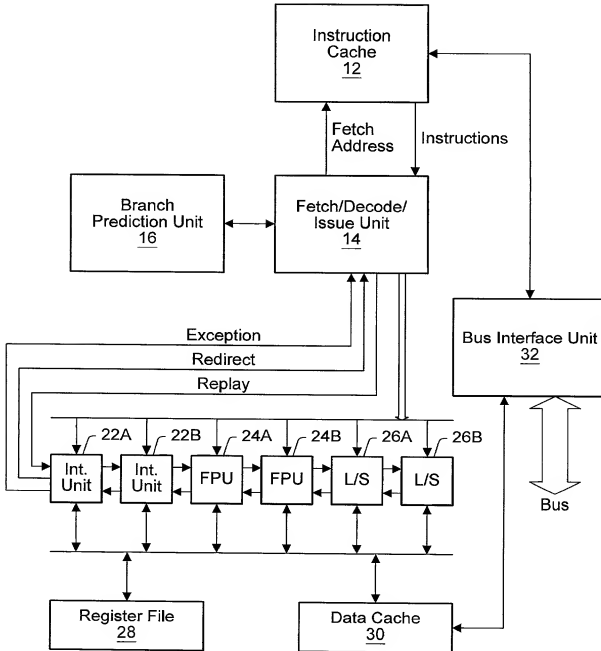 Instruction
Cache
12
Fetch
Address
Instructions
Branch
Prediction Unit
16
Fetch/Decode/
Issue Unit
14
Bus Interface Unit
32
Exception
Redirect
Replay
22A
22B
24A
24B
26A
26B
Int.
Unit
Int.
Unit
FPU
FPU
L/S
L/S
Bus
Register File
28
Data Cache
30